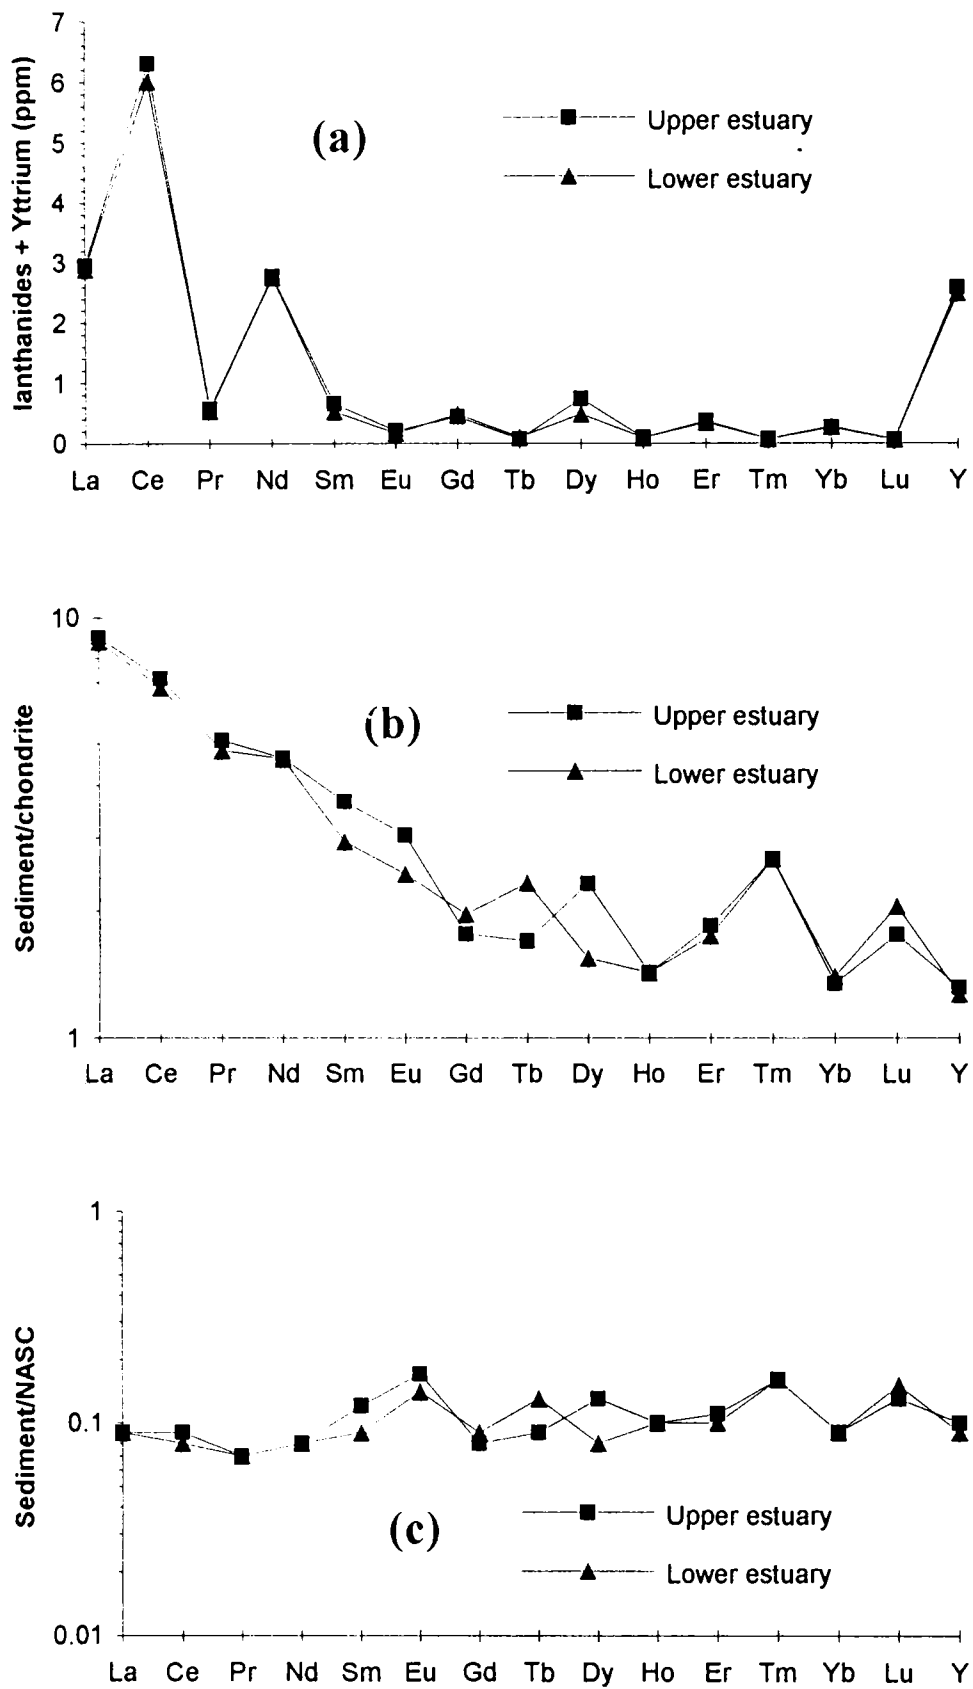 7
6
5
4
3
2
1
0
lanthanides + Yttrium (ppm)
(a)
Upper estuary
Lower estuary
La Ce Pr Nd Sm Eu Gd Tb Dy Ho Er Tm Yb Lu Y
10
1
Sediment/chondrite
(b)
Upper estuary
Lower estuary
La Ce Pr Nd Sm Eu Gd Tb Dy Ho Er Tm Yb Lu Y
1
0.1
0.01
Sediment/NASC
(c)
Upper estuary
Lower estuary
La Ce Pr Nd Sm Eu Gd Tb Dy Ho Er Tm Yb Lu Y